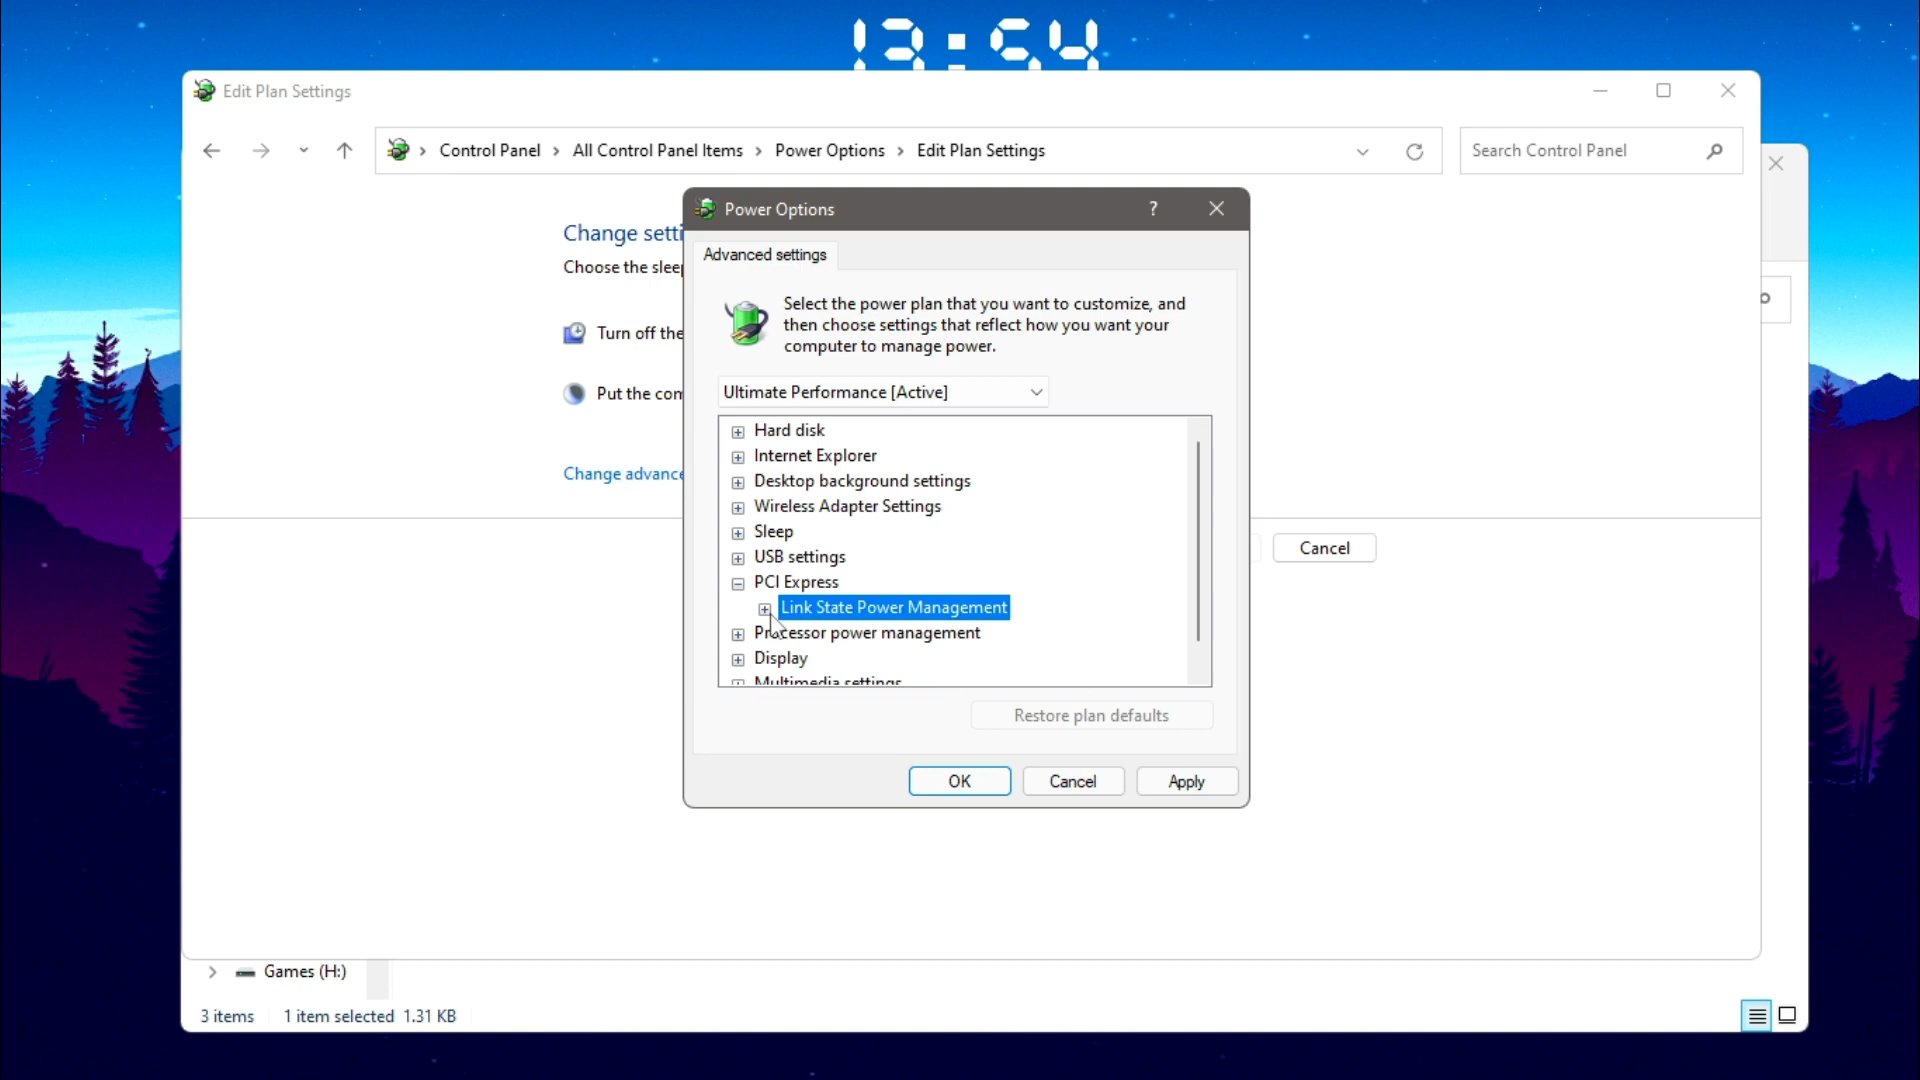 13:54
Edit Plan Settings
Control Panel > All Control Panel Items > Power Options > Edit Plan Settings
Search Control Panel
Power Options
?
Change setti
Advanced settings
Choose the slee
Select the power plan that you want to customize, and
then choose settings that reflect how you want your
computer to manage power.
Turn off the
Put the con
Ultimate Performance [Active]
Hard disk
Internet Explorer
Change advance
Desktop background settings
Wireless Adapter Settings
Sleep
Cancel
USB settings
PCI Express
Link State Power Management
Processor power management
Display
Multimedia settings
Restore plan defaults
OK
Cancel
Apply
Games (H:)
3 items
1 item selected 1.31 KB